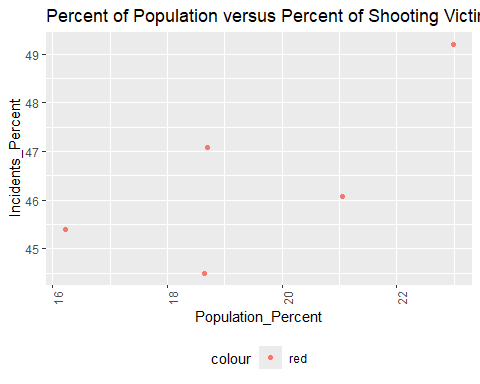 Percent of Population versus Percent of Shooting Victir
Incidents_Percent
49
48
47
46
45
16
18
20
22
Population_Percent
colour
red